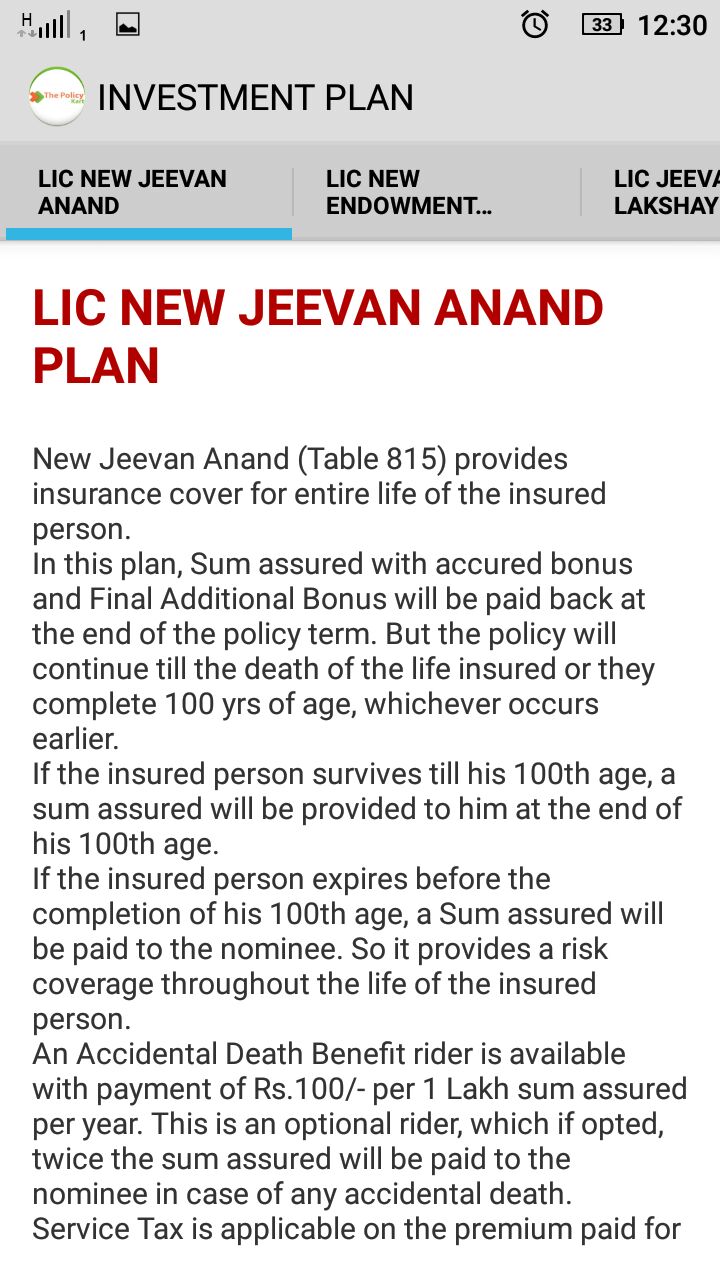 H
1
33
12:30
The Policy
Kart
INVESTMENT PLAN
LIC NEW JEEVAN
ANAND
LIC NEW
ENDOWMENT...
LIC JEEVA
LAKSHAY
LIC NEW JEEVAN ANAND
PLAN
New Jeevan Anand (Table 815) provides
insurance cover for entire life of the insured
person.
In this plan, Sum assured with accured bonus
and Final Additional Bonus will be paid back at
the end of the policy term. But the policy will
continue till the death of the life insured or they
complete 100 yrs of age, whichever occurs
earlier.
If the insured person survives till his 100th age, a
sum assured will be provided to him at the end of
his 100th age.
If the insured person expires before the
completion of his 100th age, a Sum assured will
be paid to the nominee. So it provides a risk
coverage throughout the life of the insured
person.
An Accidental Death Benefit rider is available
with payment of Rs.100/- per 1 Lakh sum assured
per year. This is an optional rider, which if opted,
twice the sum assured will be paid to the
nominee in case of any accidental death.
Service Tax is applicable on the premium paid for